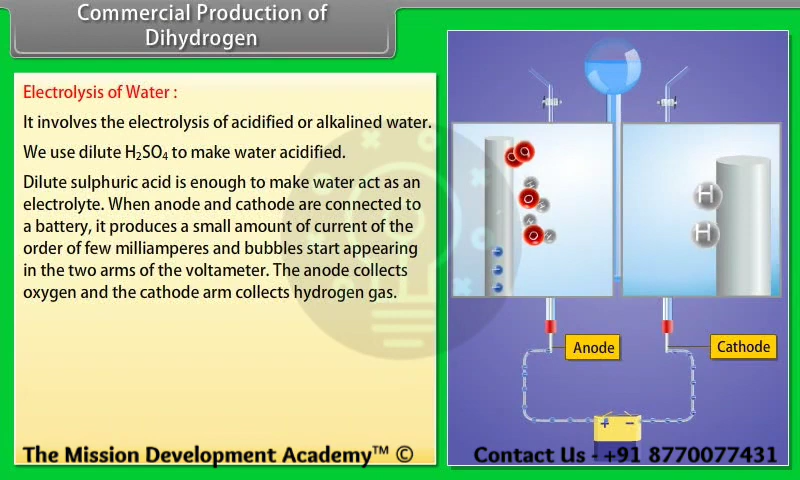 Commercial Production of
Dihydrogen
Electrolysis of Water :
It involves the electrolysis of acidified or alkalined water.
We use dilute H₂SO₄ to make water acidified.
Dilute sulphuric acid is enough to make water act as an
electrolyte. When anode and cathode are connected to
a battery, it produces a small amount of current of the
order of few milliamperes and bubbles start appearing
in the two arms of the voltameter. The anode collects
oxygen and the cathode arm collects hydrogen gas.
O O
H
O
H
H
O H
H
H
Anode
Cathode
+ −
The Mission Development Academy™ ©
Contact Us - +91 8770077431